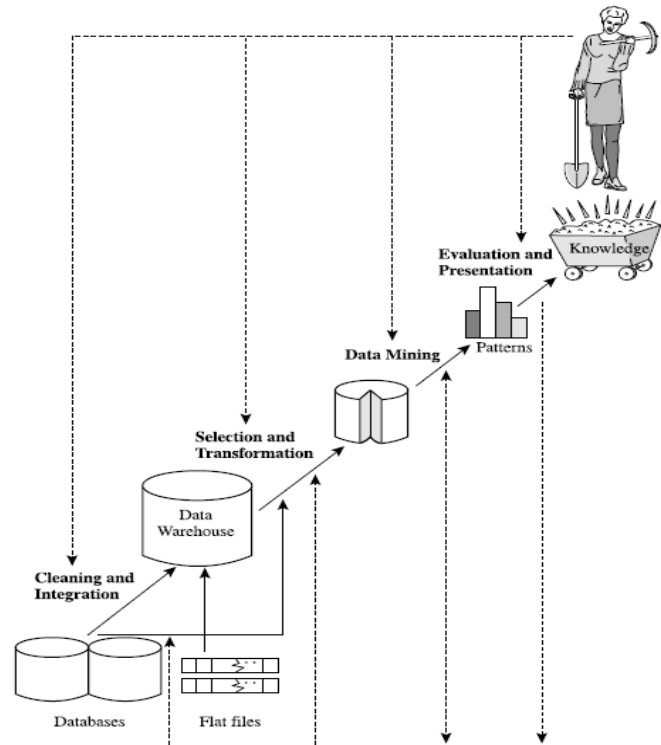 Knowledge
Evaluation and
Presentation
Patterns
Data Mining
Selection and
Transformation
Data
Warehouse
Cleaning and
Integration
Databases
Flat files